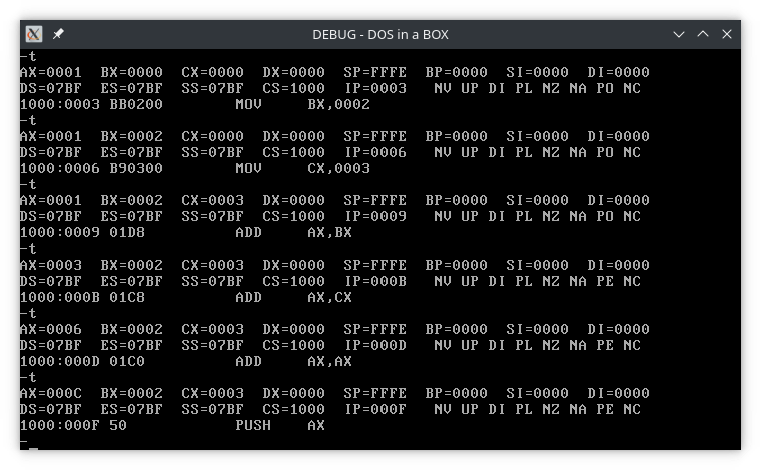 DEBUG - DOS in a BOX
-t
AX=0001  BX=0000  CX=0000  DX=0000  SP=FFFE  BP=0000  SI=0000  DI=0000
DS=07BF  ES=07BF  SS=07BF  CS=1000  IP=0003   NV UP DI PL NZ NA PO NC
1000:0003 BB0200        MOV     BX,0002
-t
AX=0001  BX=0002  CX=0000  DX=0000  SP=FFFE  BP=0000  SI=0000  DI=0000
DS=07BF  ES=07BF  SS=07BF  CS=1000  IP=0006   NV UP DI PL NZ NA PO NC
1000:0006 B90300        MOV     CX,0003
-t
AX=0001  BX=0002  CX=0003  DX=0000  SP=FFFE  BP=0000  SI=0000  DI=0000
DS=07BF  ES=07BF  SS=07BF  CS=1000  IP=0009   NV UP DI PL NZ NA PO NC
1000:0009 01D8          ADD     AX,BX
-t
AX=0003  BX=0002  CX=0003  DX=0000  SP=FFFE  BP=0000  SI=0000  DI=0000
DS=07BF  ES=07BF  SS=07BF  CS=1000  IP=000B   NV UP DI PL NZ NA PE NC
1000:000B 01C8          ADD     AX,CX
-t
AX=0006  BX=0002  CX=0003  DX=0000  SP=FFFE  BP=0000  SI=0000  DI=0000
DS=07BF  ES=07BF  SS=07BF  CS=1000  IP=000D   NV UP DI PL NZ NA PE NC
1000:000D 01C0          ADD     AX,AX
-t
AX=000C  BX=0002  CX=0003  DX=0000  SP=FFFE  BP=0000  SI=0000  DI=0000
DS=07BF  ES=07BF  SS=07BF  CS=1000  IP=000F   NV UP DI PL NZ NA PE NC
1000:000F 50            PUSH    AX
-